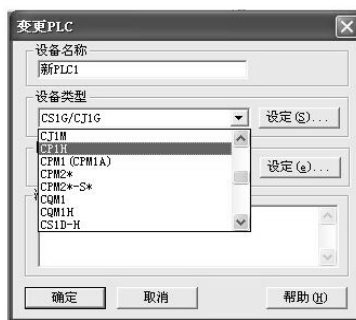 变更PLC
设备名称
新PLC1
设备类型
CS1G/CJ1G
设定(S)...
CJ1M
CP1H
CPM1(CPM1A)
CPM2*
设定(e)...
CPM2*-S*
CQM1
CQM1H
CS1D-H
确定
取消
帮助(H)